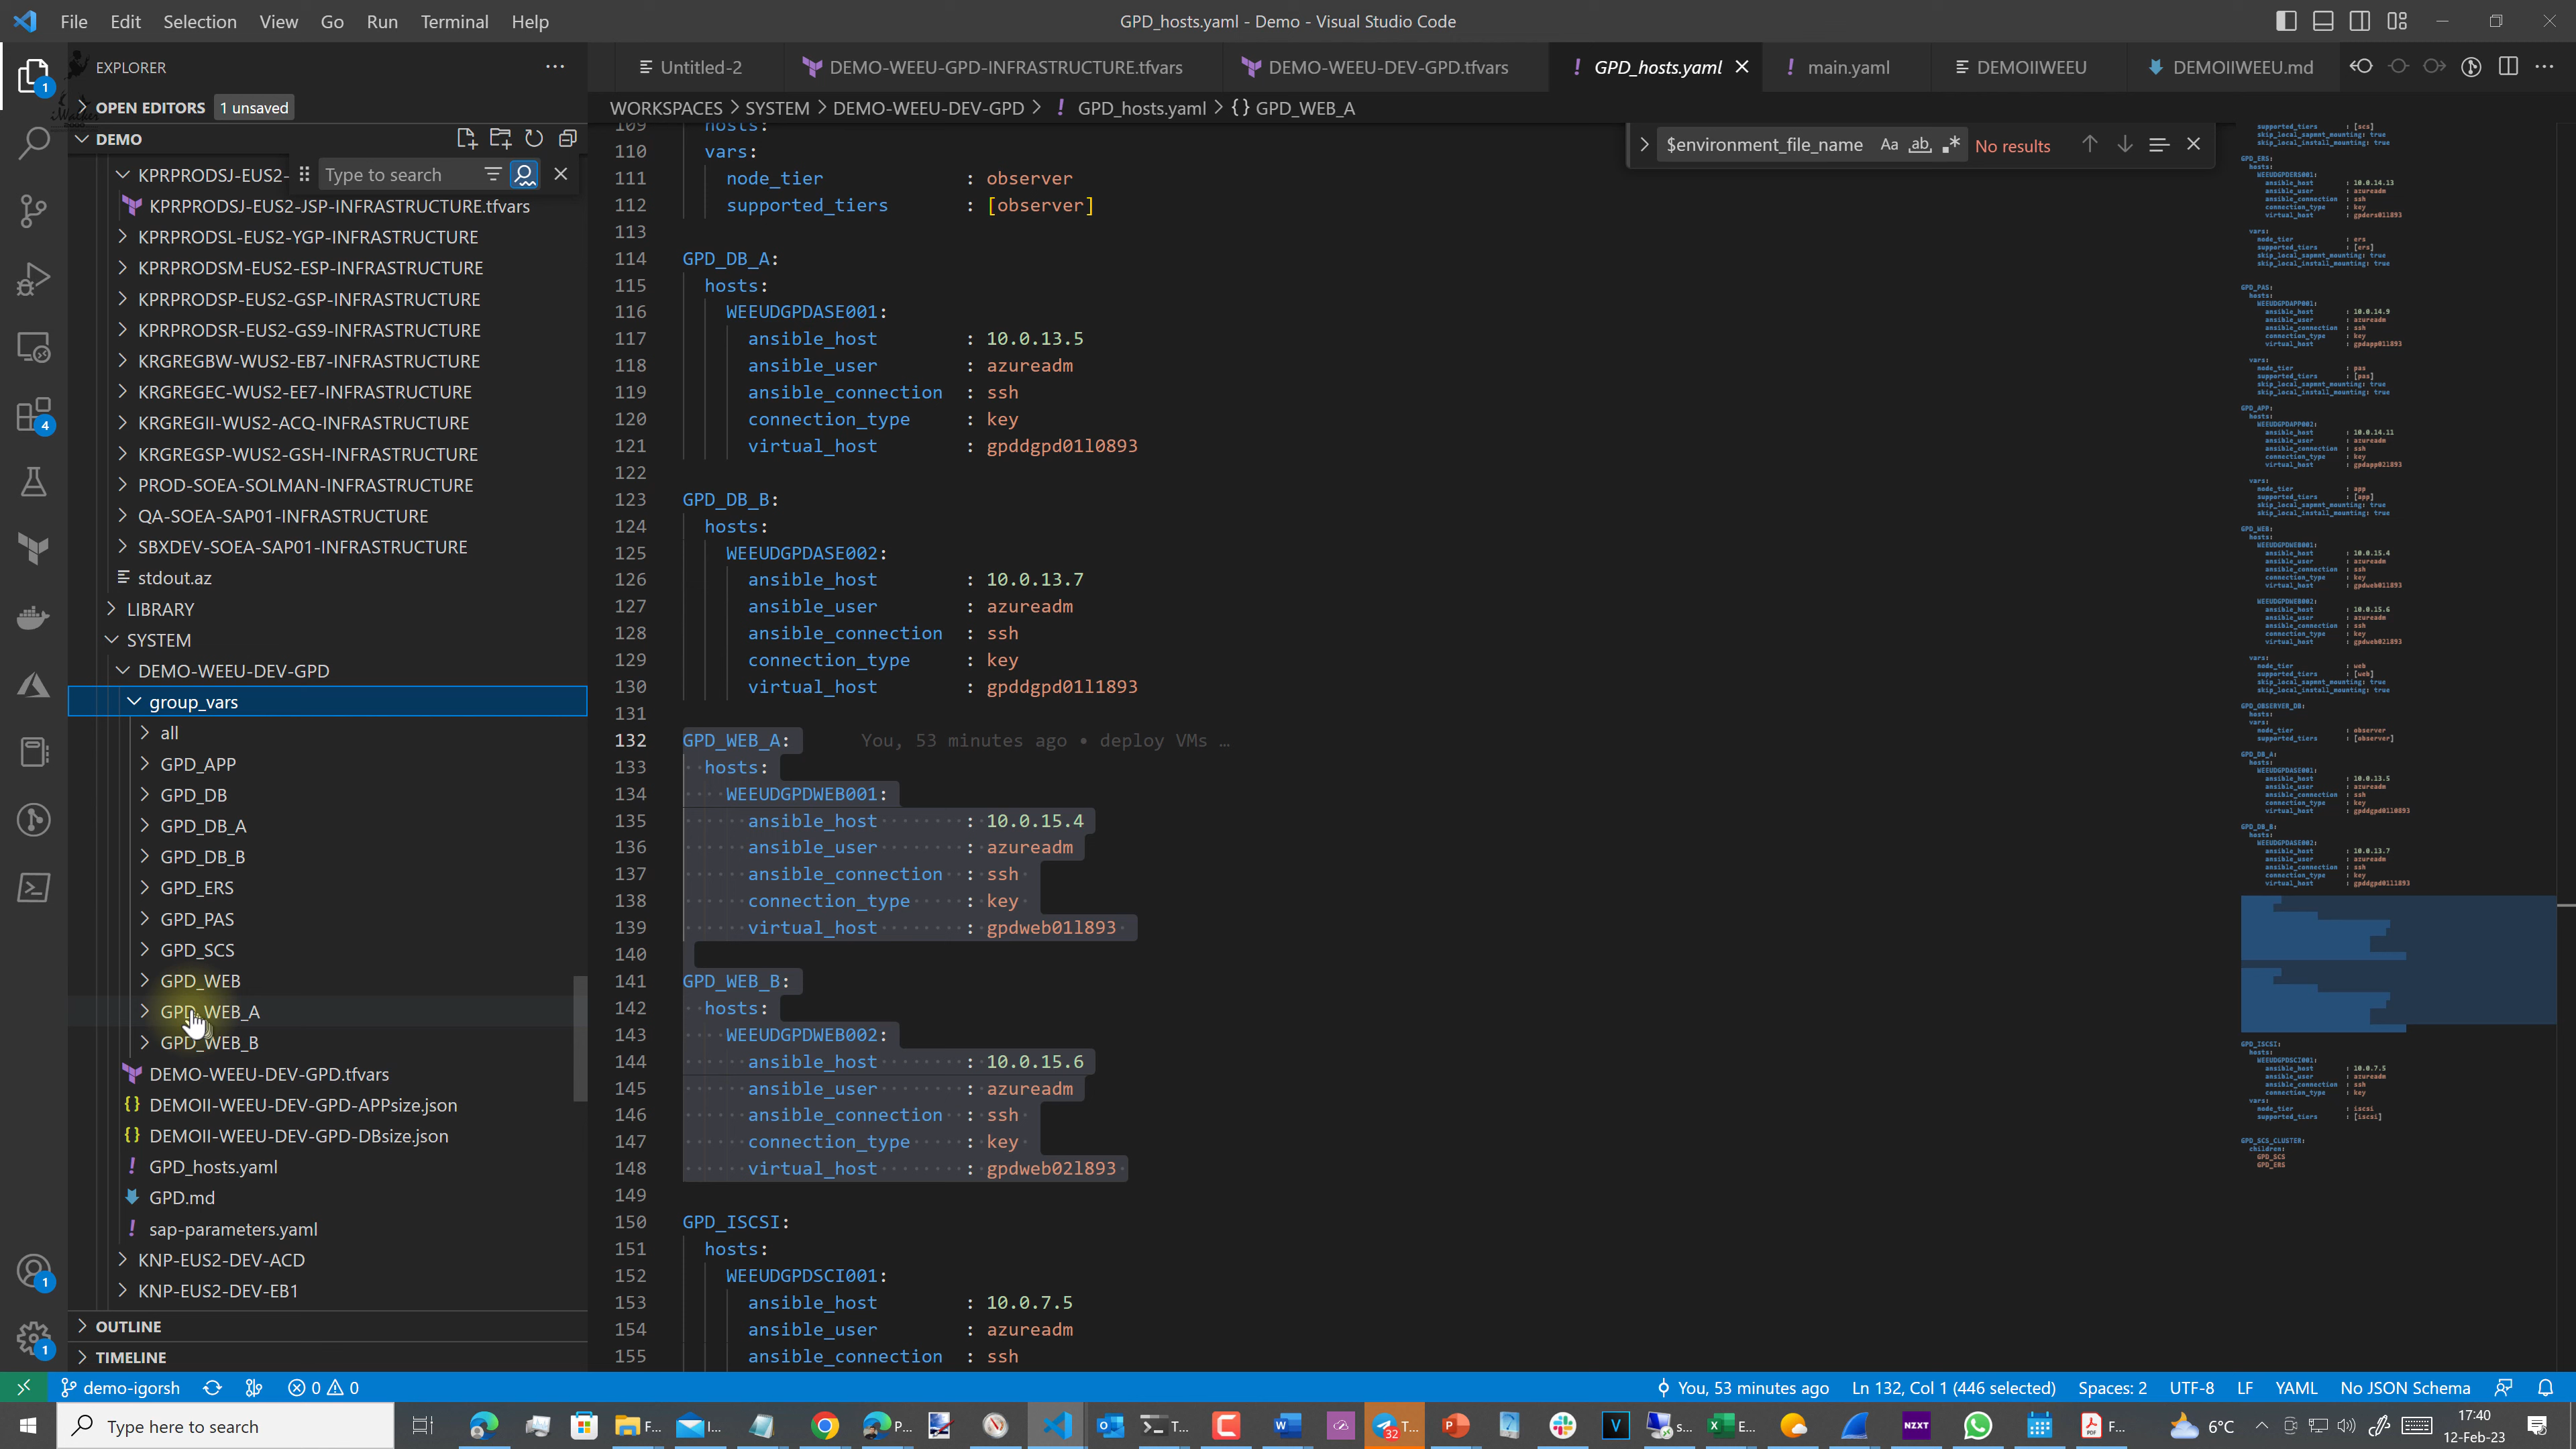 File Edit Selection View Go Run Terminal Help
GPD_hosts.yaml - Demo - Visual Studio Code
EXPLORER
OPEN EDITORS 1 unsaved
DEMO
Type to search
KPRPRODSJ-EUS2-
KPRPRODSJ-EUS2-JSP-INFRASTRUCTURE.tfvars
KPRPRODSL-EUS2-YGP-INFRASTRUCTURE
KPRPRODSM-EUS2-ESP-INFRASTRUCTURE
KPRPRODSP-EUS2-GSP-INFRASTRUCTURE
KPRPRODSR-EUS2-GS9-INFRASTRUCTURE
KRGREGBW-WUS2-EB7-INFRASTRUCTURE
KRGREGEC-WUS2-EE7-INFRASTRUCTURE
KRGREGII-WUS2-ACQ-INFRASTRUCTURE
KRGREGSP-WUS2-GSH-INFRASTRUCTURE
PROD-SOEA-SOLMAN-INFRASTRUCTURE
QA-SOEA-SAP01-INFRASTRUCTURE
SBXDEV-SOEA-SAP01-INFRASTRUCTURE
stdout.az
LIBRARY
SYSTEM
DEMO-WEEU-DEV-GPD
group_vars
all
GPD_APP
GPD_DB
GPD_DB_A
GPD_DB_B
GPD_ERS
GPD_PAS
GPD_SCS
GPD_WEB
GPD_WEB_A
GPD_WEB_B
DEMO-WEEU-DEV-GPD.tfvars
DEMOII-WEEU-DEV-GPD-APPsize.json
DEMOII-WEEU-DEV-GPD-DBsize.json
GPD_hosts.yaml
GPD.md
sap-parameters.yaml
KNP-EUS2-DEV-ACD
KNP-EUS2-DEV-EB1
OUTLINE
TIMELINE
Untitled-2 DEMO-WEEU-GPD-INFRASTRUCTURE.tfvars DEMO-WEEU-DEV-GPD.tfvars GPD_hosts.yaml main.yaml DEMOIIWEEU DEMOIIWEEU.md
WORKSPACES > SYSTEM > DEMO-WEEU-DEV-GPD > ! GPD_hosts.yaml > {} GPD_WEB_A
$environment_file_name Aa ab No results
109 hosts:
110 vars:
111 node_tier : observer
112 supported_tiers : [observer]
113
114 GPD_DB_A:
115 hosts:
116 WEEUDGPDASE001:
117 ansible_host : 10.0.13.5
118 ansible_user : azureadm
119 ansible_connection : ssh
120 connection_type : key
121 virtual_host : gpddgpd01l0893
122
123 GPD_DB_B:
124 hosts:
125 WEEUDGPDASE002:
126 ansible_host : 10.0.13.7
127 ansible_user : azureadm
128 ansible_connection : ssh
129 connection_type : key
130 virtual_host : gpddgpd01l1893
131
132 GPD_WEB_A: You, 53 minutes ago • deploy VMs …
133 hosts:
134 WEEUDGPDWEB001:
135 ansible_host : 10.0.15.4
136 ansible_user : azureadm
137 ansible_connection : ssh
138 connection_type : key
139 virtual_host : gpdweb01l893
140
141 GPD_WEB_B:
142 hosts:
143 WEEUDGPDWEB002:
144 ansible_host : 10.0.15.6
145 ansible_user : azureadm
146 ansible_connection : ssh
147 connection_type : key
148 virtual_host : gpdweb02l893
149
150 GPD_ISCSI:
151 hosts:
152 WEEUDGPDSCI001:
153 ansible_host : 10.0.7.5
154 ansible_user : azureadm
155 ansible_connection : ssh
demo-igorsh 0 0 You, 53 minutes ago Ln 132, Col 1 (446 selected) Spaces: 2 UTF-8 LF YAML No JSON Schema
Type here to search
6°C
17:40
12-Feb-23